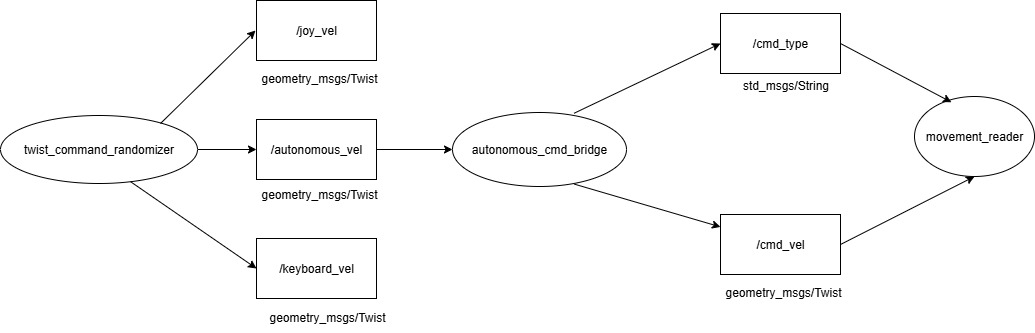 /joy_vel
geometry_msgs/Twist
twist_command_randomizer
/autonomous_vel
geometry_msgs/Twist
/keyboard_vel
geometry_msgs/Twist
autonomous_cmd_bridge
/cmd_type
std_msgs/String
/cmd_vel
geometry_msgs/Twist
movement_reader